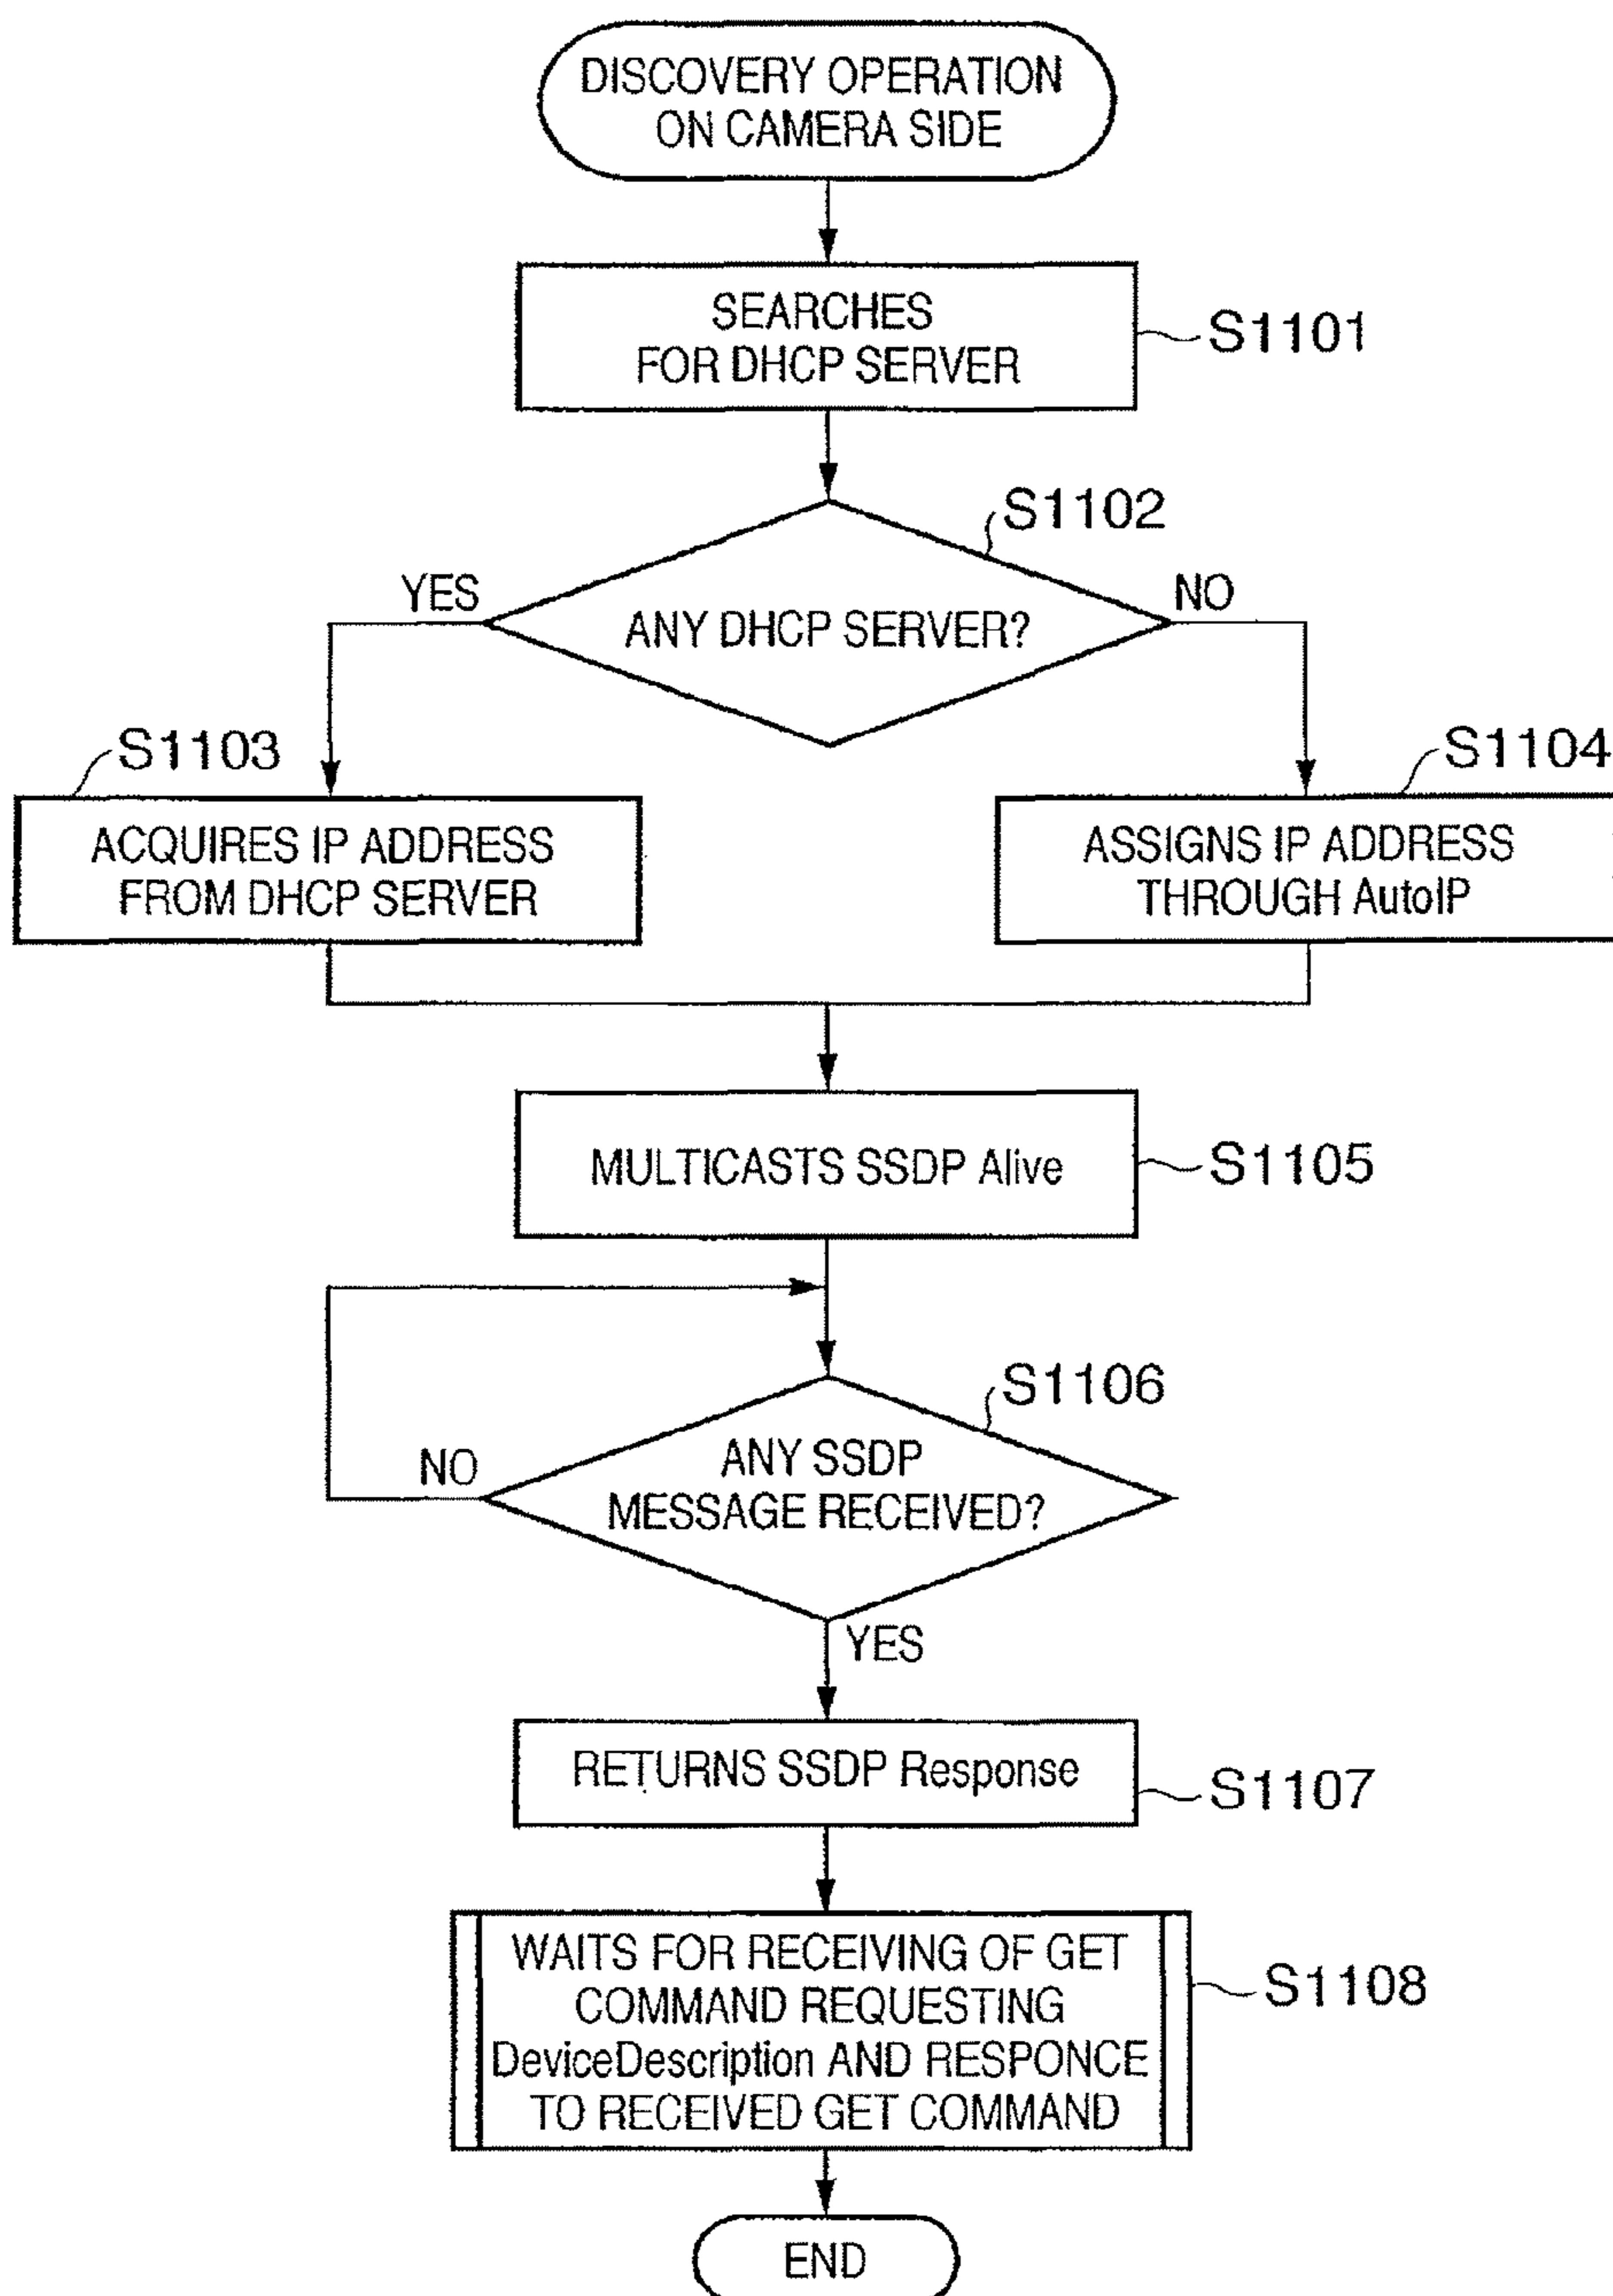 DISCOVERY OPERATION
ON CAMERA SIDE
SEARCHES
FOR DHCP SERVER
S1101
S1102
YES
NO
ANY DHCP SERVER?
S1103
S1104
ACQUIRES IP ADDRESS
FROM DHCP SERVER
ASSIGNS IP ADDRESS
THROUGH AutoIP
MULTICASTS SSDP Alive
S1105
S1106
NO
ANY SSDP
MESSAGE RECEIVED?
YES
RETURNS SSDP Response
S1107
WAITS FOR RECEIVING OF GET
COMMAND REQUESTING
DeviceDescription AND RESPONCE
TO RECEIVED GET COMMAND
S1108
END